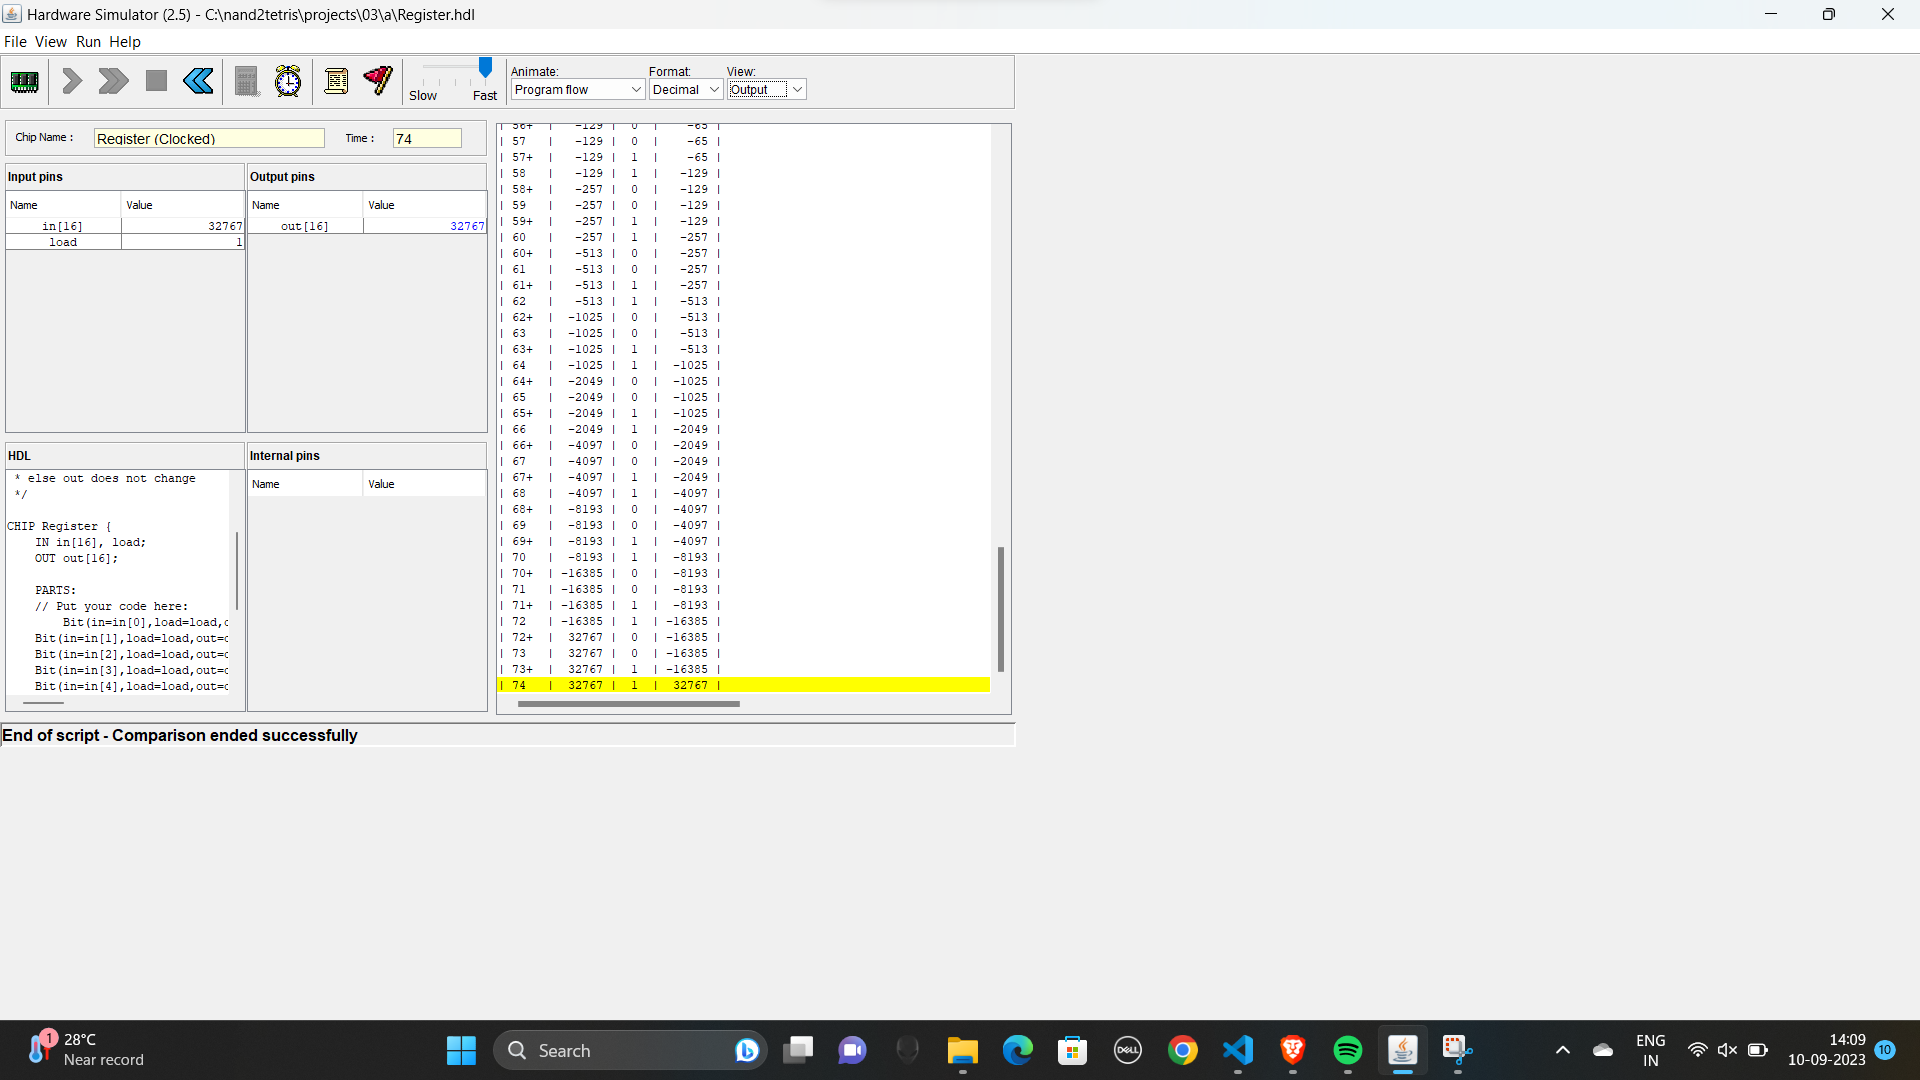 Hardware Simulator (2.5) - C:\nand2tetris\projects\03\a\Register.hdl
File View Run Help
Slow Fast
Animate:
Program flow
Format:
Decimal
View:
Output
Chip Name : Register (Clocked) Time : 74
Input pins
Name Value
in[16] 32767
load 1
Output pins
Name Value
out[16] 32767
HDL
* else out does not change
*/
CHIP Register {
IN in[16], load;
OUT out[16];
PARTS:
// Put your code here:
Bit(in=in[0],load=load,
Bit(in=in[1],load=load,out=
Bit(in=in[2],load=load,out=
Bit(in=in[3],load=load,out=
Bit(in=in[4],load=load,out=
Internal pins
Name Value
| 56+ | -129 | 0 | -65 |
| 57 | -129 | 0 | -65 |
| 57+ | -129 | 1 | -65 |
| 58 | -129 | 1 | -129 |
| 58+ | -257 | 0 | -129 |
| 59 | -257 | 0 | -129 |
| 59+ | -257 | 1 | -129 |
| 60 | -257 | 1 | -257 |
| 60+ | -513 | 0 | -257 |
| 61 | -513 | 0 | -257 |
| 61+ | -513 | 1 | -257 |
| 62 | -513 | 1 | -513 |
| 62+ | -1025 | 0 | -513 |
| 63 | -1025 | 0 | -513 |
| 63+ | -1025 | 1 | -513 |
| 64 | -1025 | 1 | -1025 |
| 64+ | -2049 | 0 | -1025 |
| 65 | -2049 | 0 | -1025 |
| 65+ | -2049 | 1 | -1025 |
| 66 | -2049 | 1 | -2049 |
| 66+ | -4097 | 0 | -2049 |
| 67 | -4097 | 0 | -2049 |
| 67+ | -4097 | 1 | -2049 |
| 68 | -4097 | 1 | -4097 |
| 68+ | -8193 | 0 | -4097 |
| 69 | -8193 | 0 | -4097 |
| 69+ | -8193 | 1 | -4097 |
| 70 | -8193 | 1 | -8193 |
| 70+ | -16385 | 0 | -8193 |
| 71 | -16385 | 0 | -8193 |
| 71+ | -16385 | 1 | -8193 |
| 72 | -16385 | 1 | -16385 |
| 72+ | 32767 | 0 | -16385 |
| 73 | 32767 | 0 | -16385 |
| 73+ | 32767 | 1 | -16385 |
| 74 | 32767 | 1 | 32767 |
End of script - Comparison ended successfully
1
28°C
Near record
Search
DELL
ENG
IN
14:09
10-09-2023
10